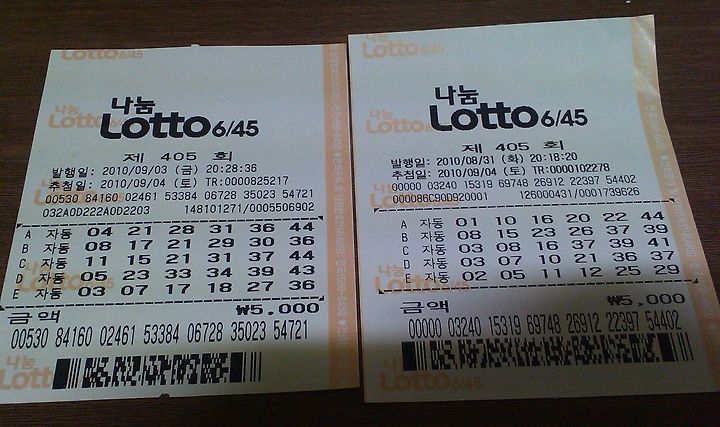 나눔
Lotto 6/45
제 405 회
발행일: 2010/09/03 (금) 20:28:36
추첨일: 2010/09/04 (토) TR:0000825217
00530 84160 02461 53384 06728 35023 54721
032A0D222A0D2203 148101271/0005506902
A 자동 04 21 28 31 36 44
B 자동 08 17 21 29 30 36
C 자동 11 15 21 31 37 44
D 자동 05 23 33 34 39 43
E 자동 03 07 17 18 27 36
금액 ₩5,000
00530 84160 02461 53384 06728 35023 54721
나눔
Lotto 6/45
나눔
Lotto 6/45
제 405 회
발행일: 2010/08/31 (화) 20:18:20
추첨일: 2010/09/04 (토) TR:0000102278
00000 03240 15319 69748 26912 22397 54402
000086C90D920001 126000431/0001739626
A 자동 01 10 16 20 22 44
B 자동 05 08 23 26 37 39
C 자동 03 08 16 37 39 41
D 자동
E 자동 02 05 11 12 25 29
금액 ₩5,000
00000 03240 15319 69748 26912 22397 54402
나눔
Lotto 6/45